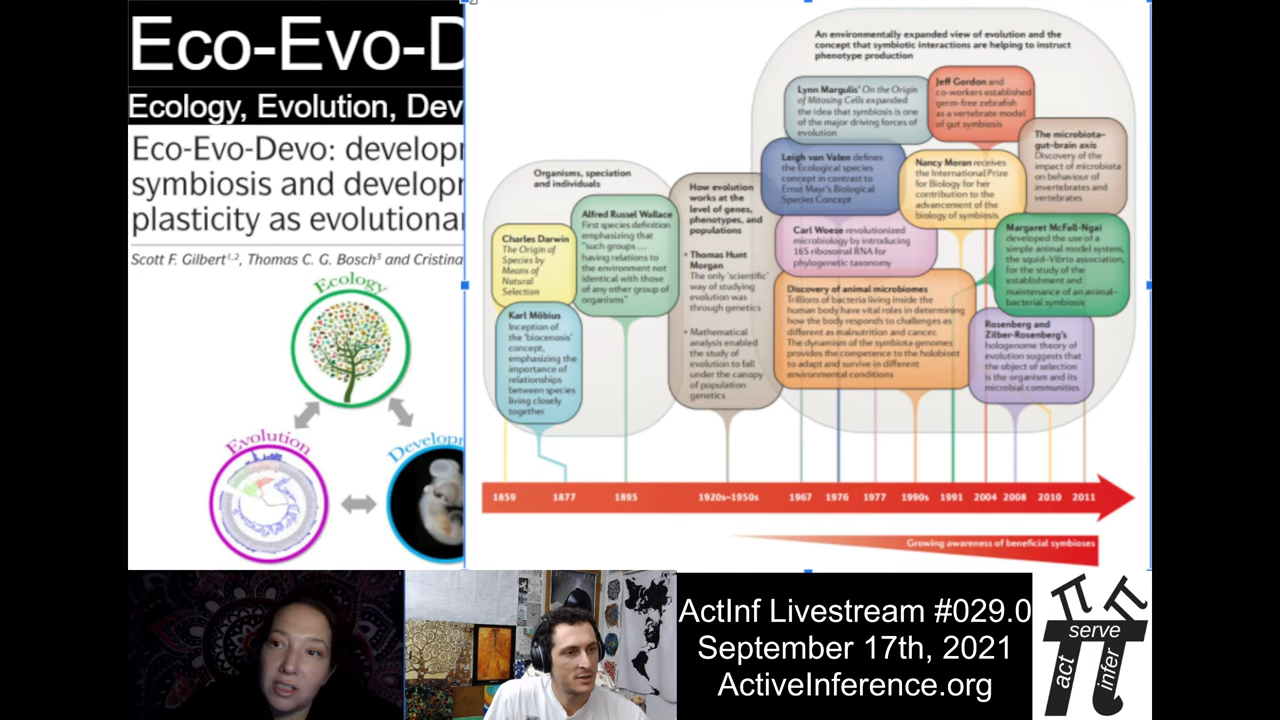 Eco-Evo-D
Ecology, Evolution, Dev
Eco-Evo-Devo: develop
symbiosis and develop
plasticity as evolutiona
Scott F. Gilbert1,2, Thomas C. G. Bosch3 and Cristina
Ecology
Evolution
Develop
An environmentally expanded view of evolution and the
concept that symbiotic interactions are helping to instruct
phenotype production
Organisms, speciation
and individuals
Charles Darwin
The Origin of
Species by
Means of
Natural
Selection
Karl Möbius
Inception of
the 'biocenosis'
concept,
emphasizing the
importance of
relationships
between species
living closely
together
Alfred Russel Wallace
First species definition
emphasizing that
"such groups ...
having relations to
the environment not
identical with those
of any other group of
organisms"
How evolution
works at the
level of genes,
phenotypes, and
populations
• Thomas Hunt
Morgan
The only 'scientific'
way of studying
evolution was
through genetics
• Mathematical
analysis enabled
the study of
evolution to fall
under the canopy
of population
genetics
Lynn Margulis' On the Origin
of Mitosing Cells expanded
the idea that symbiosis is one
of the major driving forces of
evolution
Jeff Gordon and
co-workers established
germ-free zebrafish
as a vertebrate model
of gut symbiosis
Leigh van Valen defines
the Ecological species
concept in contrast to
Ernst Mayr's Biological
Species Concept
Nancy Moran receives
the International Prize
for Biology for her
contribution to the
advancement of the
biology of symbiosis
The microbiota–
gut–brain axis
Discovery of the
impact of microbiota
on behaviour of
invertebrates and
vertebrates
Carl Woese revolutionized
microbiology by introducing
16S ribosomal RNA for
phylogenetic taxonomy
Margaret McFall-Ngai
developed the use of a
simple animal model system,
the squid–Vibrio association,
for the study of the
establishment and
maintenance of an animal–
bacterial symbiosis
Discovery of animal microbiomes
Trillions of bacteria living inside the
human body have vital roles in determining
how the body responds to challenges as
different as malnutrition and cancer.
The dynamism of the symbiota genomes
provides the competence to the holobiont
to adapt and survive in different
environmental conditions
Rosenberg and
Zilber-Rosenberg's
hologenome theory of
evolution suggests that
the object of selection
is the organism and its
microbial communities
1859 1877 1895 1920s–1950s 1967 1976 1977 1990s 1991 2004 2008 2010 2011
Growing awareness of beneficial symbioses
ActInf Livestream #029.0
September 17th, 2021
ActiveInference.org
serve
act
infer